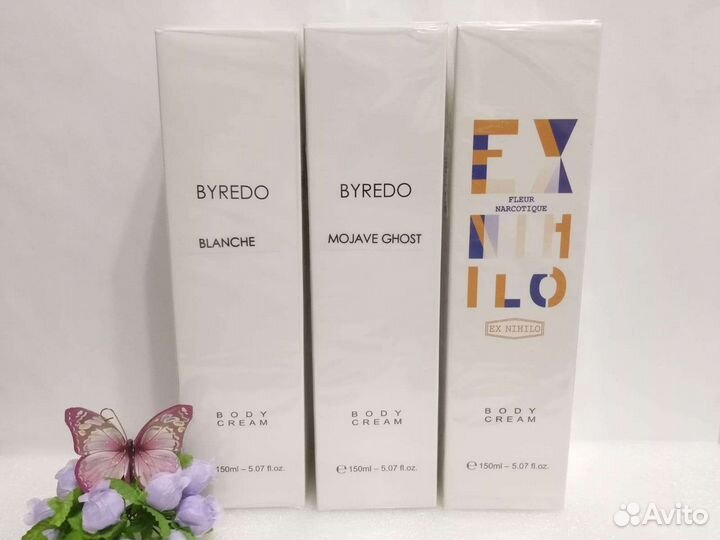 BYREDO
BLANCHE
BODY
CREAM
150ml – 5.07 fl.oz.
BYREDO
MOJAVE GHOST
BODY
CREAM
℮ 150ml – 5.07 fl.oz.
EX
FLEUR
NARCOTIQUE
NIH
ILO
EX NIHILO
BODY
CREAM
℮ 150ml – 5.07 fl.oz.
Avito